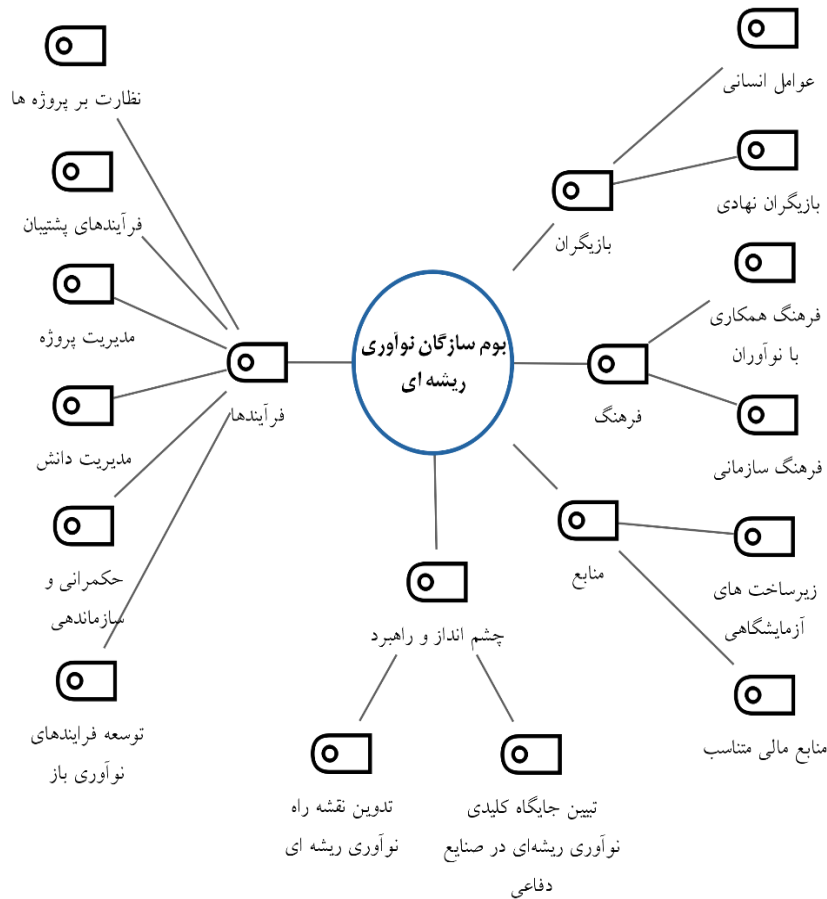 بوم سازگان نوآوری
ریشه ای
بازیگران
عوامل انسانی
بازیگران نهادی
فرهنگ
فرهنگ همکاری
با نوآوران
فرهنگ سازمانی
منابع
زیرساخت های
آزمایشگاهی
منابع مالی متناسب
چشم انداز و راهبرد
تبیین جایگاه کلیدی
نوآوری ریشه‌ای در صنایع
دفاعی
تدوین نقشه راه
نوآوری ریشه ای
فرآیندها
نظارت بر پروژه ها
فرآیندهای پشتیبان
مدیریت پروژه
مدیریت دانش
حکمرانی و
سازماندهی
توسعه فرایندهای
نوآوری باز